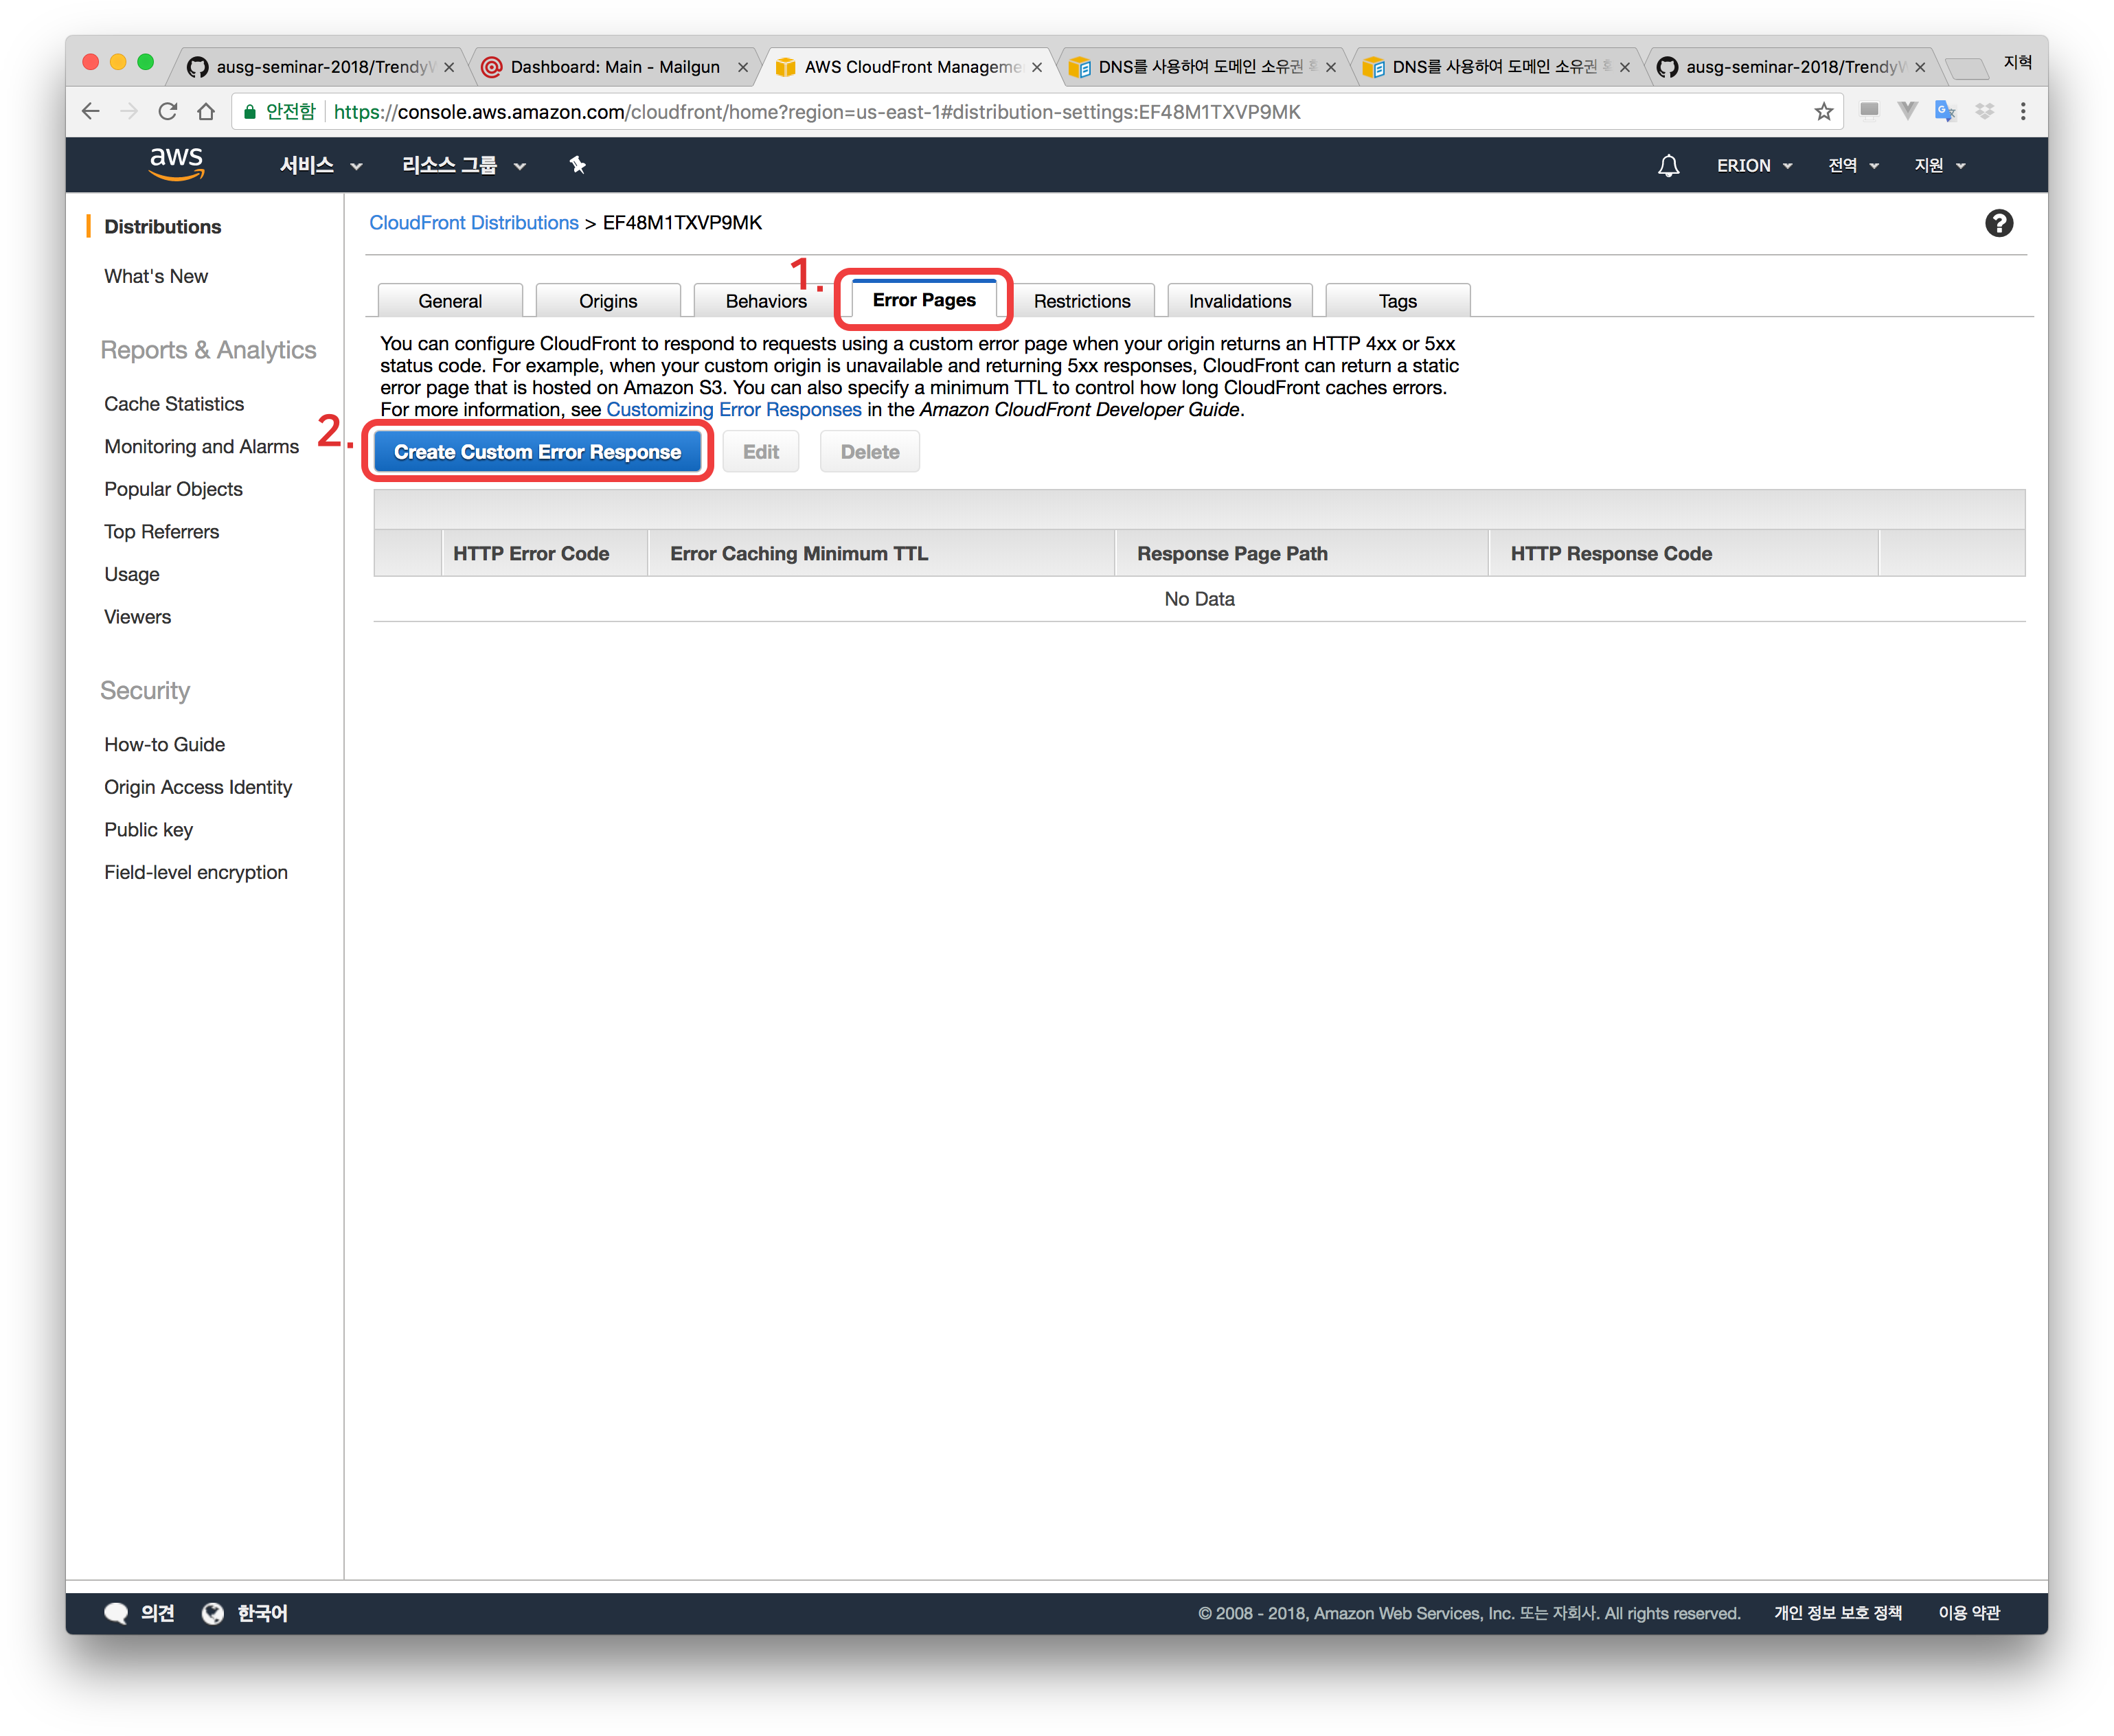 ausg-seminar-2018/Trendy
Dashboard: Main - Mailgun
AWS CloudFront Manageme
DNS를 사용하여 도메인 소유권
DNS를 사용하여 도메인 소유권
ausg-seminar-2018/Trendy
지혁
안전함
https://console.aws.amazon.com/cloudfront/home?region=us-east-1#distribution-settings:EF48M1TXVP9MK
aws
서비스
리소스 그룹
ERION
전역
지원
Distributions
What's New
Reports & Analytics
Cache Statistics
Monitoring and Alarms
Popular Objects
Top Referrers
Usage
Viewers
Security
How-to Guide
Origin Access Identity
Public key
Field-level encryption
CloudFront Distributions > EF48M1TXVP9MK
?
1.
General
Origins
Behaviors
Error Pages
Restrictions
Invalidations
Tags
You can configure CloudFront to respond to requests using a custom error page when your origin returns an HTTP 4xx or 5xx
status code. For example, when your custom origin is unavailable and returning 5xx responses, CloudFront can return a static
error page that is hosted on Amazon S3. You can also specify a minimum TTL to control how long CloudFront caches errors.
For more information, see Customizing Error Responses in the Amazon CloudFront Developer Guide.
2.
Create Custom Error Response
Edit
Delete
HTTP Error Code
Error Caching Minimum TTL
Response Page Path
HTTP Response Code
No Data
의견
한국어
© 2008 - 2018, Amazon Web Services, Inc. 또는 자회사. All rights reserved.
개인 정보 보호 정책
이용 약관